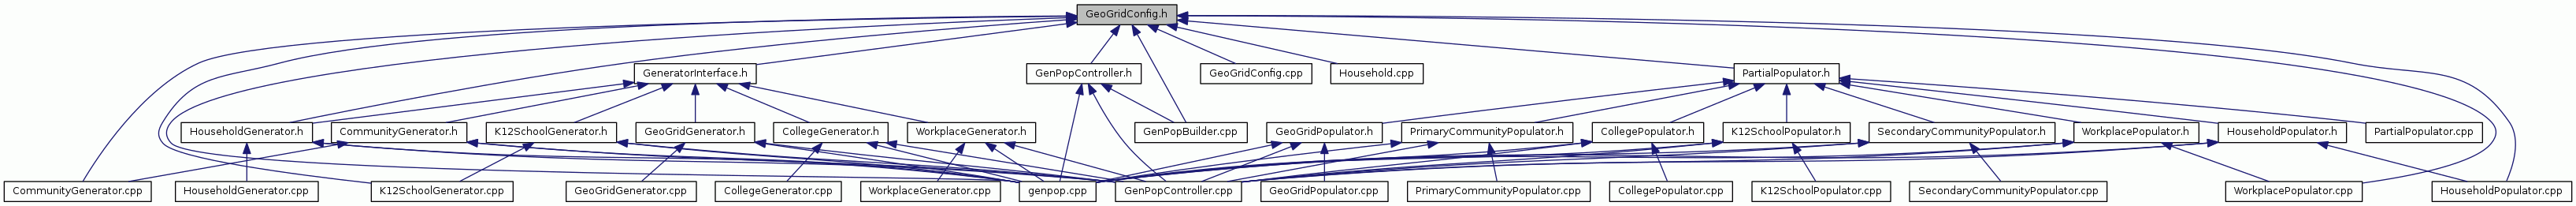 GeoGridConfig.h
GeneratorInterface.h
GenPopController.h
GeoGridConfig.cpp
Household.cpp
PartialPopulator.h
HouseholdGenerator.h
CommunityGenerator.h
K12SchoolGenerator.h
GeoGridGenerator.h
CollegeGenerator.h
WorkplaceGenerator.h
GenPopBuilder.cpp
GeoGridPopulator.h
PrimaryCommunityPopulator.h
CollegePopulator.h
K12SchoolPopulator.h
SecondaryCommunityPopulator.h
WorkplacePopulator.h
HouseholdPopulator.h
PartialPopulator.cpp
CommunityGenerator.cpp
HouseholdGenerator.cpp
K12SchoolGenerator.cpp
GeoGridGenerator.cpp
CollegeGenerator.cpp
WorkplaceGenerator.cpp
genpop.cpp
GenPopController.cpp
GeoGridPopulator.cpp
PrimaryCommunityPopulator.cpp
CollegePopulator.cpp
K12SchoolPopulator.cpp
SecondaryCommunityPopulator.cpp
WorkplacePopulator.cpp
HouseholdPopulator.cpp